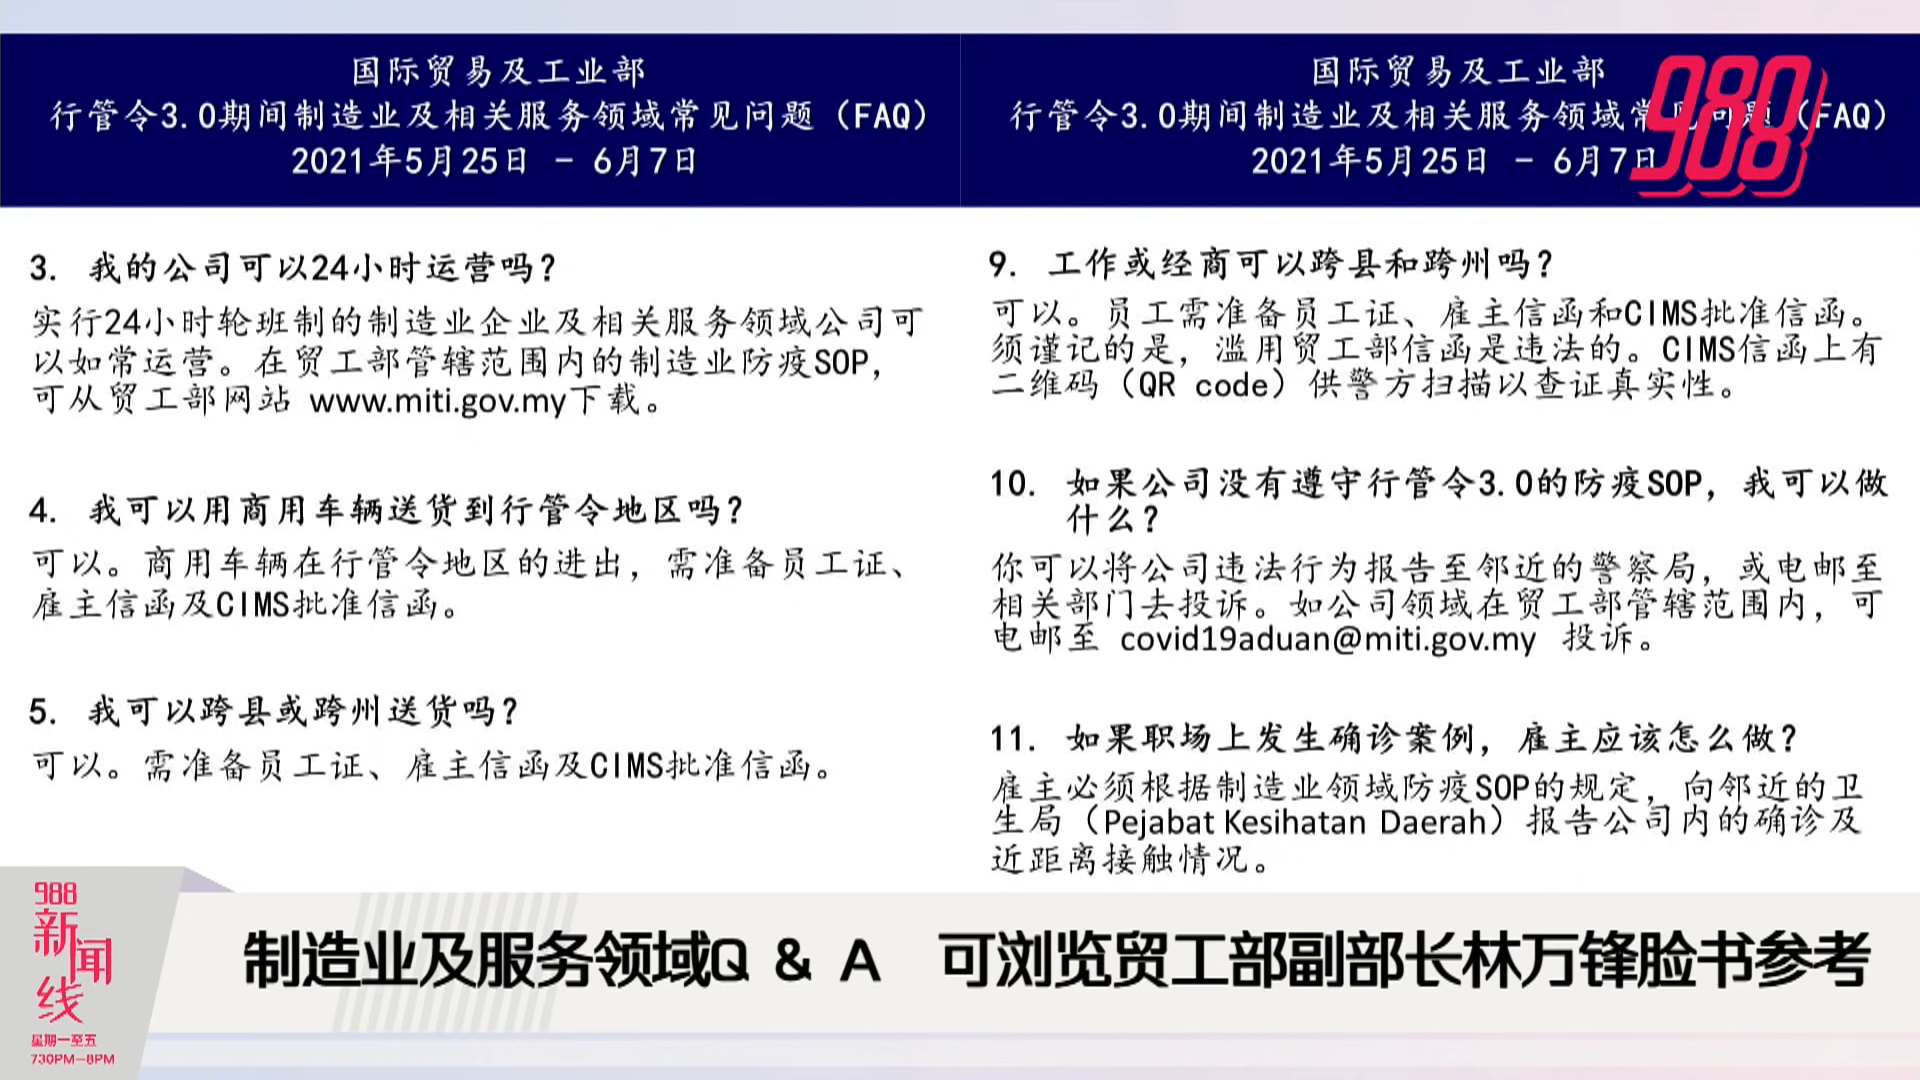 国际贸易及工业部
行管令3.0期间制造业及相关服务领域常见问题（FAQ）
2021年5月25日 - 6月7日
3. 我的公司可以24小时运营吗？
实行24小时轮班制的制造业企业及相关服务领域公司可
以如常运营。在贸工部管辖范围内的制造业防疫SOP，
可从贸工部网站 www.miti.gov.my下载。
4. 我可以用商用车辆送货到行管令地区吗？
可以。商用车辆在行管令地区的进出，需准备员工证、
雇主信函及CIMS批准信函。
5. 我可以跨县或跨州送货吗？
可以。需准备员工证、雇主信函及CIMS批准信函。
国际贸易及工业部
行管令3.0期间制造业及相关服务领域常见问题（FAQ）
2021年5月25日 - 6月7日
988
9. 工作或经商可以跨县和跨州吗？
可以。员工需准备员工证、雇主信函和CIMS批准信函。
须谨记的是，滥用贸工部信函是违法的。CIMS信函上有
二维码（QR code）供警方扫描以查证真实性。
10. 如果公司没有遵守行管令3.0的防疫SOP，我可以做
什么？
你可以将公司违法行为报告至邻近的警察局，或电邮至
相关部门去投诉。如公司领域在贸工部管辖范围内，可
电邮至 covid19aduan@miti.gov.my 投诉。
11. 如果职场上发生确诊案例，雇主应该怎么做？
雇主必须根据制造业领域防疫SOP的规定，向邻近的卫
生局（Pejabat Kesihatan Daerah）报告公司内的确诊及
近距离接触情况。
988
新闻
线
星期一至五
730PM-8PM
制造业及服务领域Q & A 可浏览贸工部副部长林万锋脸书参考